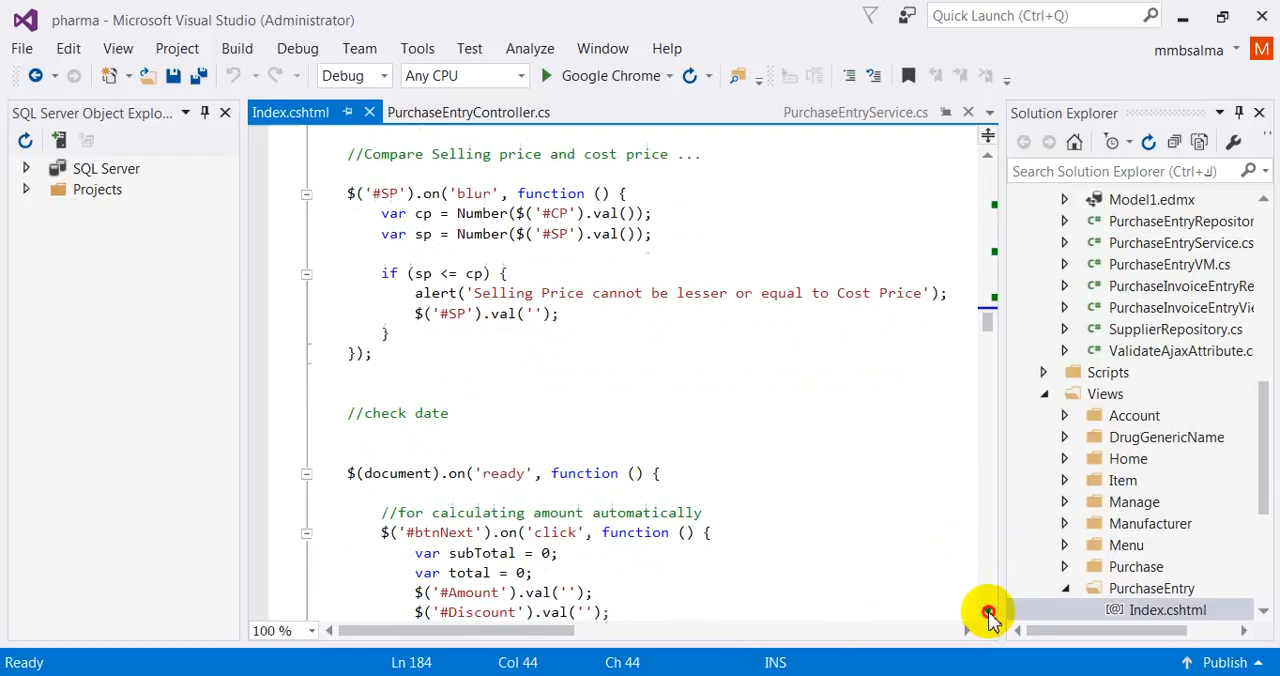 pharma - Microsoft Visual Studio (Administrator)
Quick Launch (Ctrl+Q)
File Edit View Project Build Debug Team Tools Test Analyze Window Help
mmbsalma
M
Debug Any CPU Google Chrome
SQL Server Object Explo...
Index.cshtml PurchaseEntryController.cs PurchaseEntryService.cs
Solution Explorer
Search Solution Explorer (Ctrl+ك)
SQL Server
Projects
//Compare Selling price and cost price ...
$('#SP').on('blur', function () {
var cp = Number($('#CP').val());
var sp = Number($('#SP').val());
if (sp <= cp) {
alert('Selling Price cannot be lesser or equal to Cost Price');
$('#SP').val('');
}
});
//check date
$(document).on('ready', function () {
//for calculating amount automatically
$('#btnNext').on('click', function () {
var subTotal = 0;
var total = 0;
$('#Amount').val('');
$('#Discount').val('');
100 %
Model1.edmx
C# PurchaseEntryRepositor
C# PurchaseEntryService.cs
C# PurchaseEntryVM.cs
C# PurchaseInvoiceEntryRe
C# PurchaseInvoiceEntryVi
C# SupplierRepository.cs
C# ValidateAjaxAttribute.c
Scripts
Views
Account
DrugGenericName
Home
Item
Manage
Manufacturer
Menu
Purchase
PurchaseEntry
[@] Index.cshtml
Ready Ln 184 Col 44 Ch 44 INS Publish